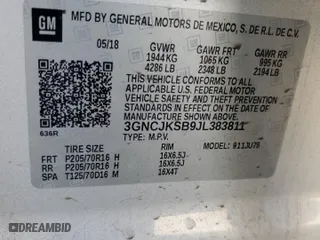 GM
MFD BY GENERAL MOTORS DE MEXICO, S. DE R.L. DE C.V.
05/18 GVWR GAWR FRT GAWR RR
1944 KG 1065 KG 995 KG
4286 LB 2348 LB 2194 LB
THIS VEHICLE CONFORMS TO ALL
APPLICABLE U.S. FEDERAL MOTOR VEHICLE
SAFETY, BUMPER, AND THEFT PREVENTION
STANDARDS IN EFFECT ON THE DATE OF
MANUFACTURE SHOWN ABOVE.
3GNCJKSB9JL383811
636R TYPE: M.P.V. MODEL: 911JU76
TIRE SIZE RIM
FRT P205/70R16 H 16X6.5J
RR P205/70R16 H 16X6.5J
SPA T125/70D16 M 16X4T